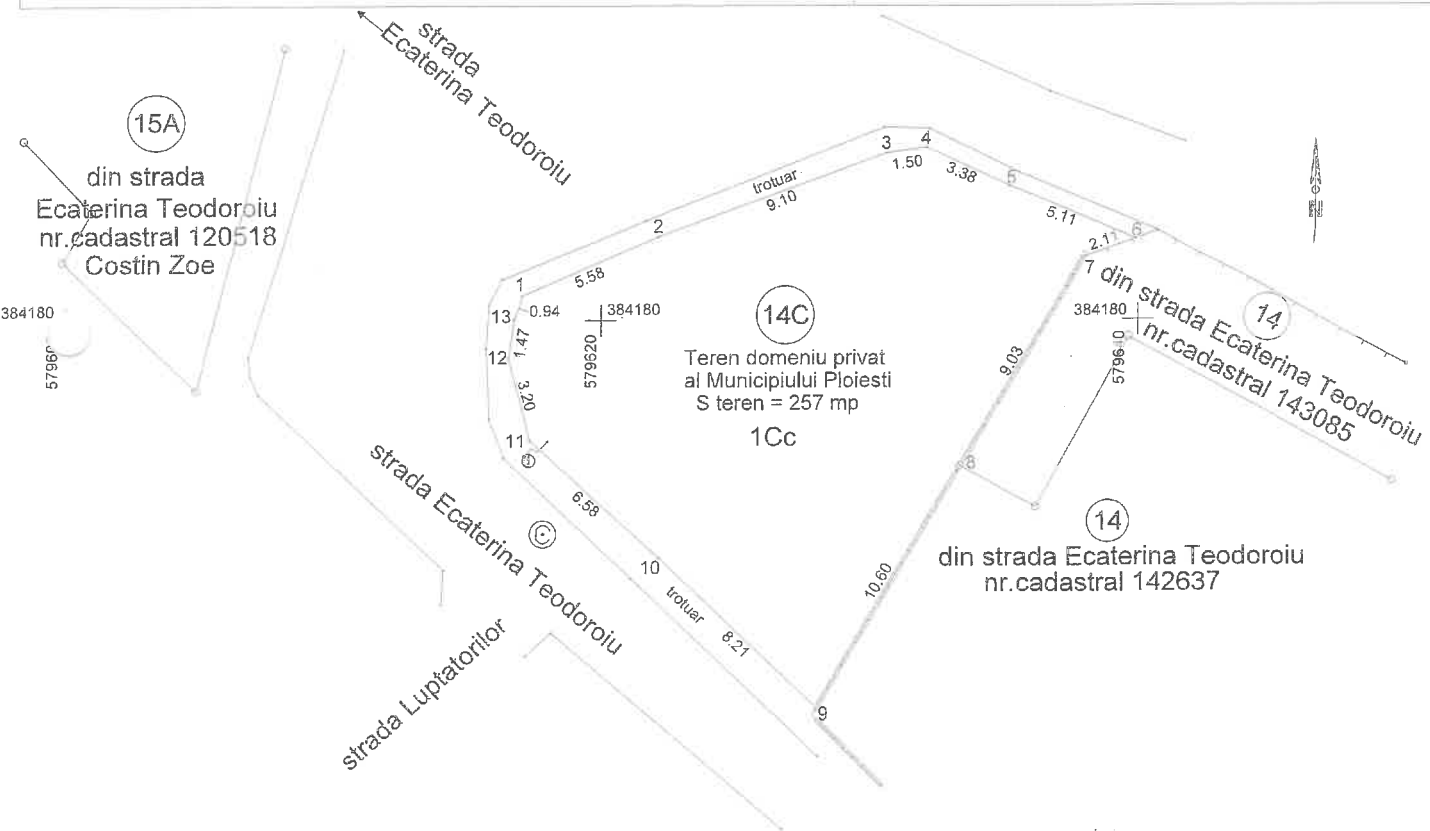 strada
Ecaterina Teodoroiu
15A
din strada
Ecaterina Teodoroiu
nr.cadastral 120518
Costin Zoe
384180
trotuar
9.10
1
2
3
4
5
6
7
8
9
10
11
12
13
1.50
3.38
5.11
2.11
5.58
0.94
1.47
3.20
6.58
8.21
9.03
10.60
384180
579620
14C
Teren domeniu privat
al Municipiului Ploiesti
S teren = 257 mp
1Cc
384180
579640
N
14
din strada Ecaterina Teodoroiu
nr.cadastral 143085
14
din strada Ecaterina Teodoroiu
nr.cadastral 142637
strada Ecaterina Teodoroiu
C
trotuar
strada Luptatorilor